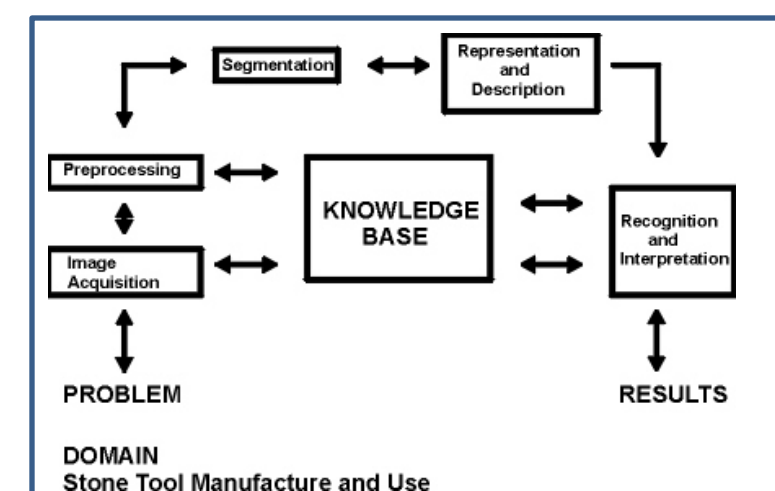 Segmentation
Representation
and
Description
Preprocessing
KNOWLEDGE
BASE
Recognition
and
Interpretation
Image
Acquisition
PROBLEM
RESULTS
DOMAIN
Stone Tool Manufacture and Use